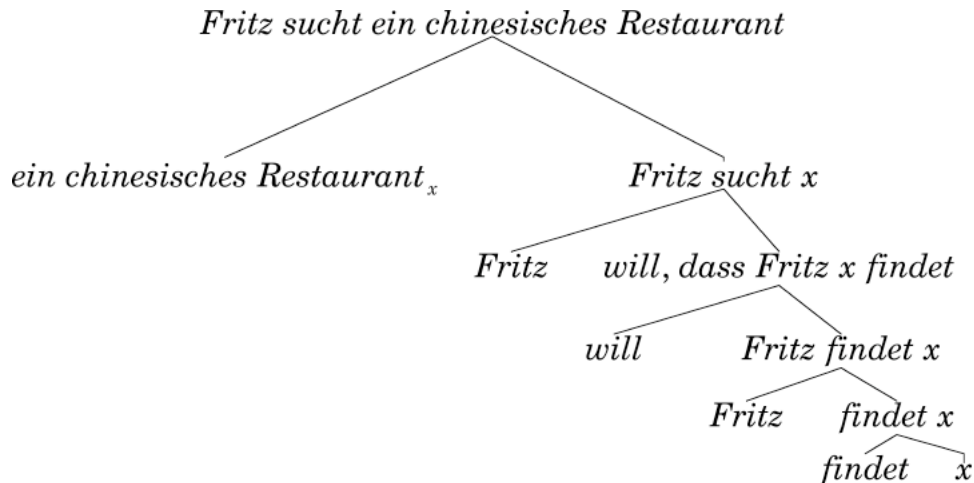 Fritz sucht ein chinesisches Restaurant
ein chinesisches Restaurant x
Fritz sucht x
Fritz
will, dass Fritz x findet
will
Fritz findet x
Fritz
findet x
findet
x